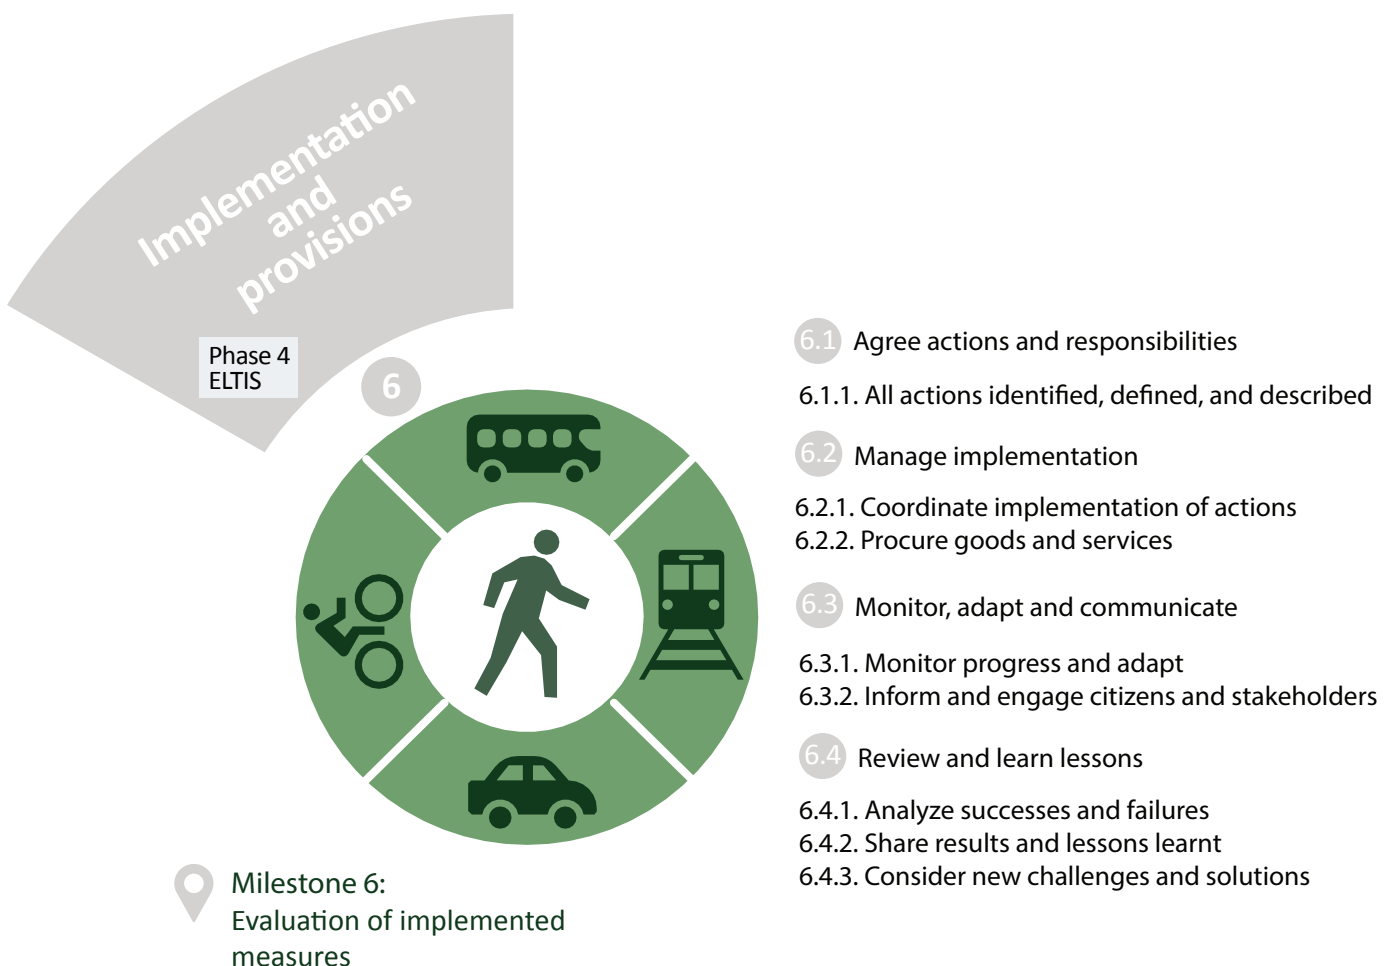 Implementation
and
provisions
Phase 4
ELTIS
6
6.1 Agree actions and responsibilities
6.1.1. All actions identified, defined, and described
6.2 Manage implementation
6.2.1. Coordinate implementation of actions
6.2.2. Procure goods and services
6.3 Monitor, adapt and communicate
6.3.1. Monitor progress and adapt
6.3.2. Inform and engage citizens and stakeholders
6.4 Review and learn lessons
6.4.1. Analyze successes and failures
6.4.2. Share results and lessons learnt
6.4.3. Consider new challenges and solutions
Milestone 6:
Evaluation of implemented
measures